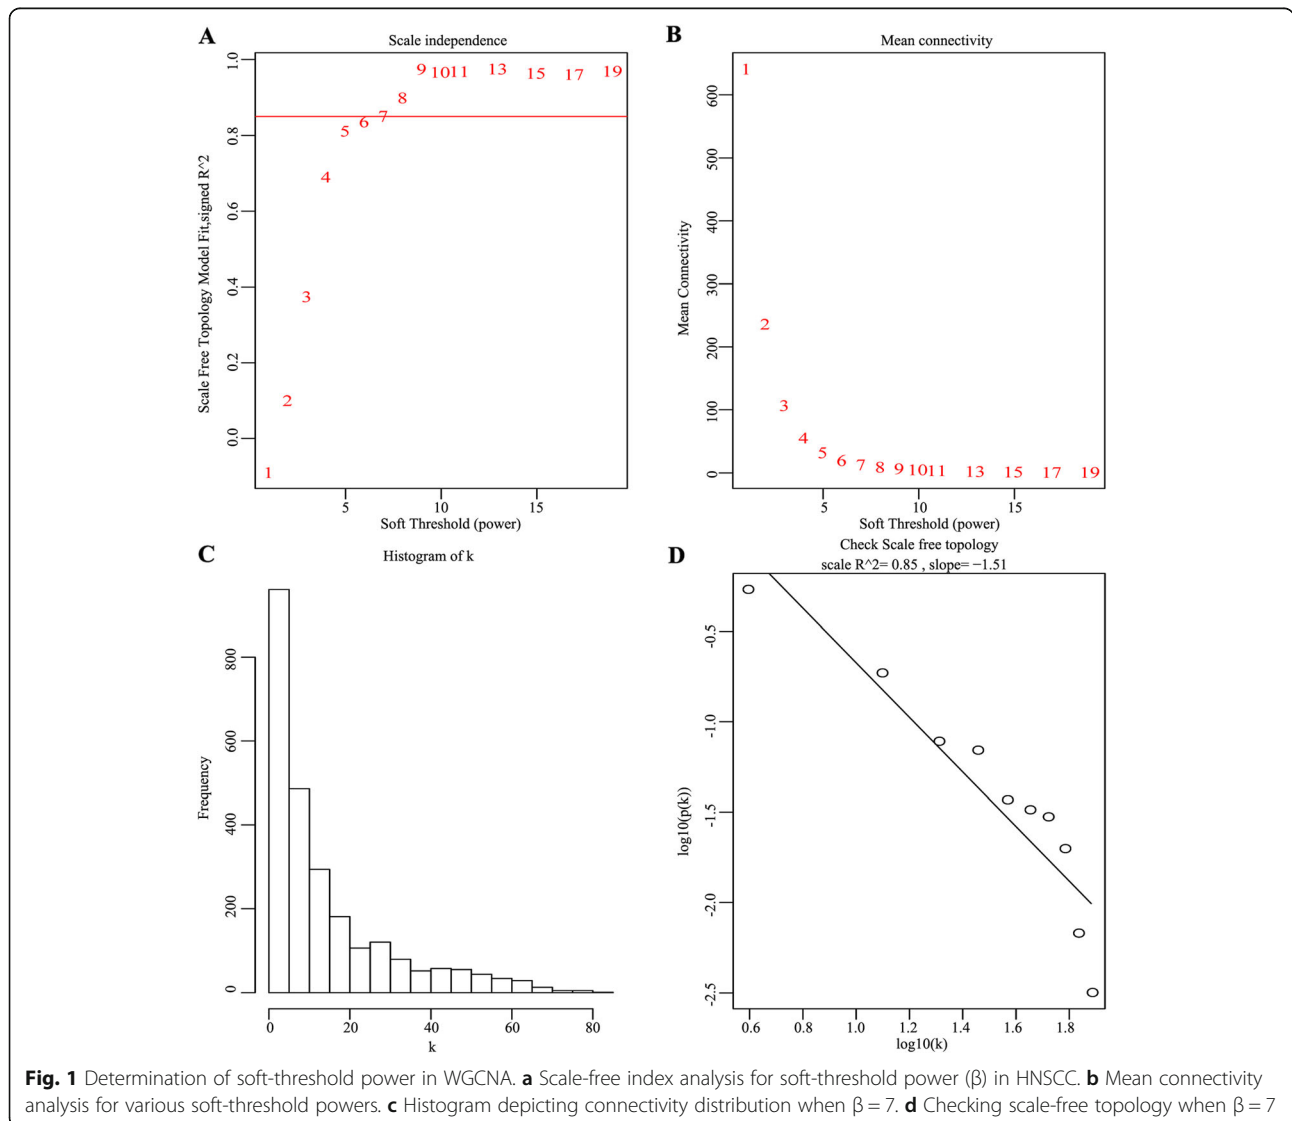 A
Scale independence
Scale Free Topology Model Fit,signed R^2
1.0
0.8
0.6
0.4
0.2
0.0
1
2
3
4
5
6
7
8
9 10 11 13 15 17 19
5 10 15
Soft Threshold (power)
B
Mean connectivity
Mean Connectivity
600
500
400
300
200
100
0
1
2
3
4
5
6 7 8 9 10 11 13 15 17 19
5 10 15
Soft Threshold (power)
C
Histogram of k
Frequency
800
600
400
200
0
0 20 40 60 80
k
D
Check Scale free topology
scale R^2= 0.85 , slope= −1.51
log10(p(k))
-0.5
-1.0
-1.5
-2.0
-2.5
0.6 0.8 1.0 1.2 1.4 1.6 1.8
log10(k)
Fig. 1 Determination of soft-threshold power in WGCNA. a Scale-free index analysis for soft-threshold power (β) in HNSCC. b Mean connectivity
analysis for various soft-threshold powers. c Histogram depicting connectivity distribution when β = 7. d Checking scale-free topology when β = 7